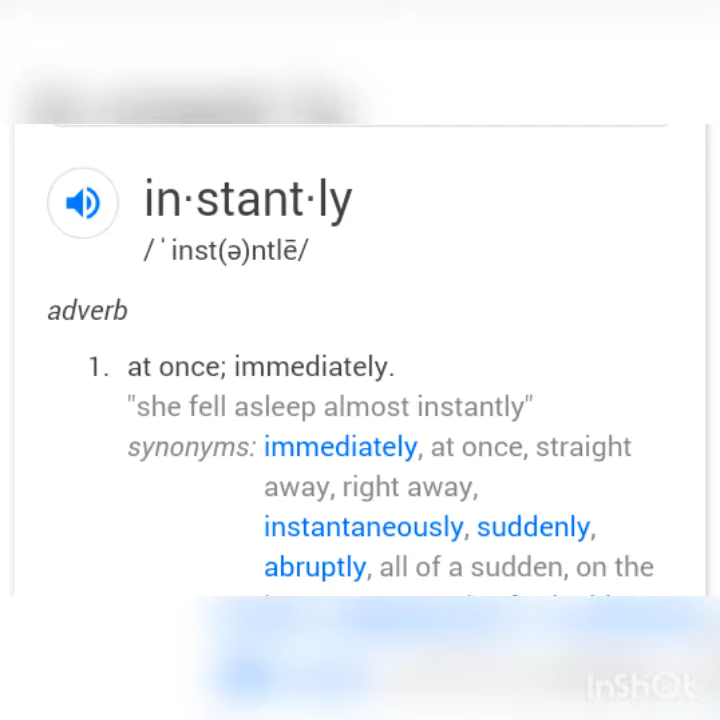 in·stant·ly
/ˈinst(ə)ntlē/
adverb
1. at once; immediately.
"she fell asleep almost instantly"
synonyms: immediately, at once, straight
away, right away,
instantaneously, suddenly,
abruptly, all of a sudden, on the
InShOt